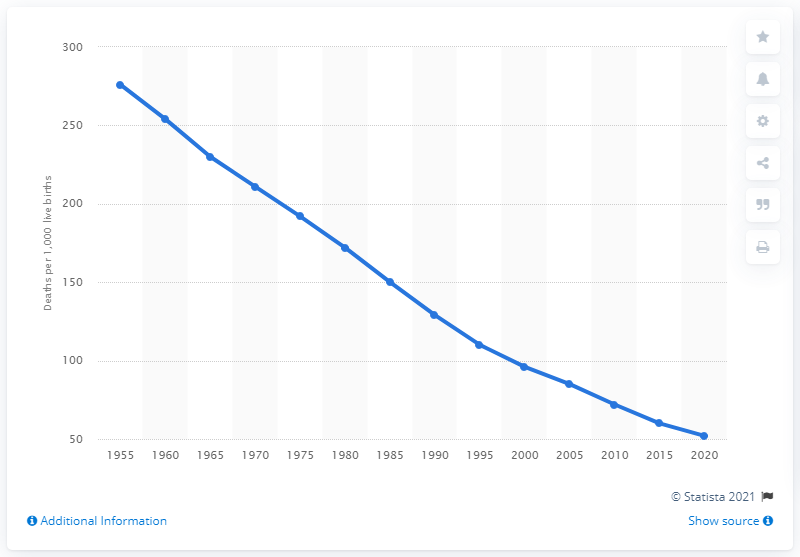 300
250
200
150
100
50
Deaths per 1,000 live births
1955 1960 1965 1970 1975 1980 1985 1990 1995 2000 2005 2010 2015 2020
© Statista 2021
Additional Information
Show source